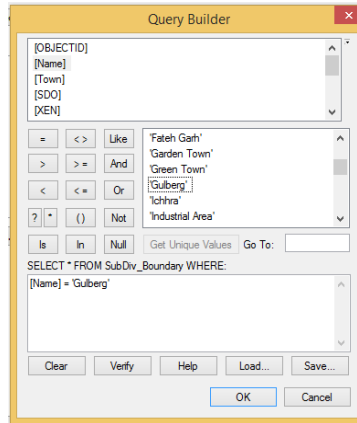 Query Builder
[OBJECTID]
[Name]
[Town]
[SDO]
[XEN]
= <> Like
> >= And
< <= Or
? * () Not
Is In Null
'Fateh Garh'
'Garden Town'
'Green Town'
'Gulberg'
'Ichhra'
'Industrial Area'
Get Unique Values Go To:
SELECT * FROM SubDiv_Boundary WHERE:
[Name] = 'Gulberg'
Clear Verify Help Load... Save...
OK Cancel